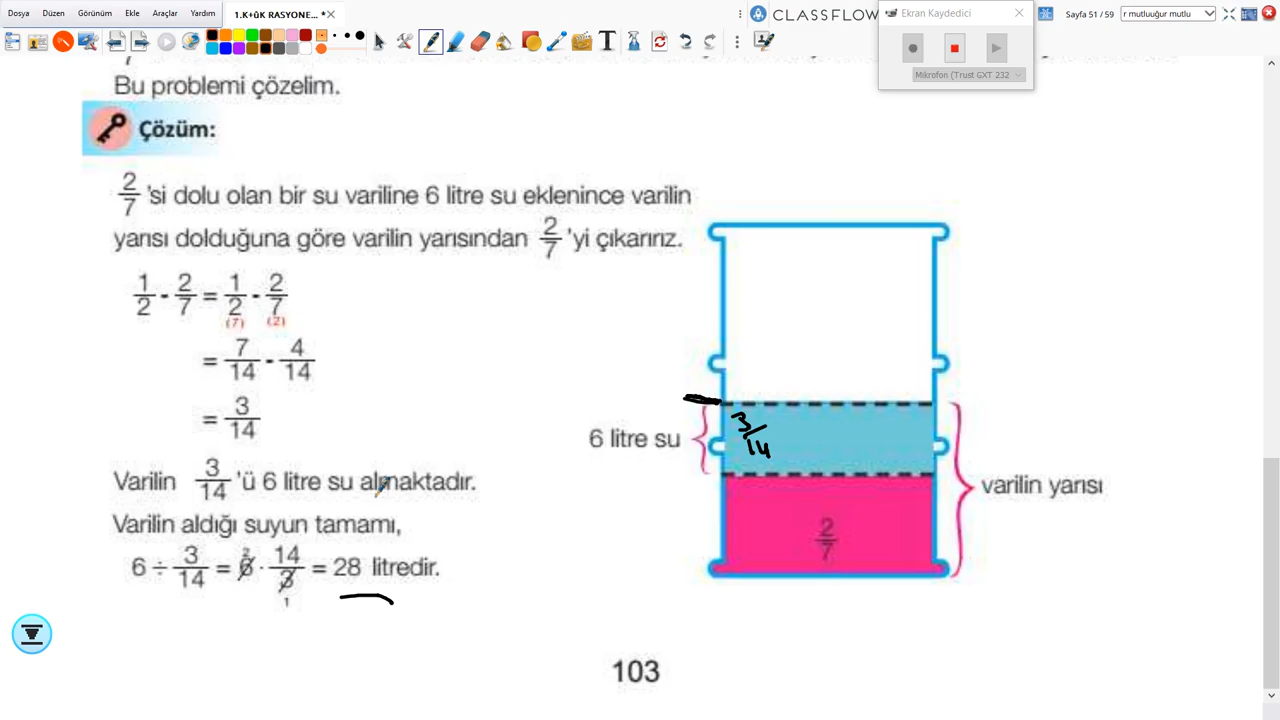 Dosya Düzen Görünüm Ekle Araçlar Yardım
1.K+ûK RASYONE... *
CLASSFLOW
Ekran Kaydedici
Sayfa 51 / 59
r mutluuğur mutlu
Mikrofon (Trust GXT 232
7
Bu problemi çözelim.
Çözüm:
2/7 'si dolu olan bir su variline 6 litre su eklenince varilin
yarısı dolduğuna göre varilin yarısından 2/7 'yi çıkarırız.
1/2 - 2/7 = 1/2 - 2/7
(7) (2)
= 7/14 - 4/14
= 3/14
Varilin 3/14 'ü 6 litre su almaktadır.
Varilin aldığı suyun tamamı,
6 ÷ 3/14 = 6 2 · 14/3 1 = 28 litredir.
6 litre su
3/14
2/7
varilin yarısı
103